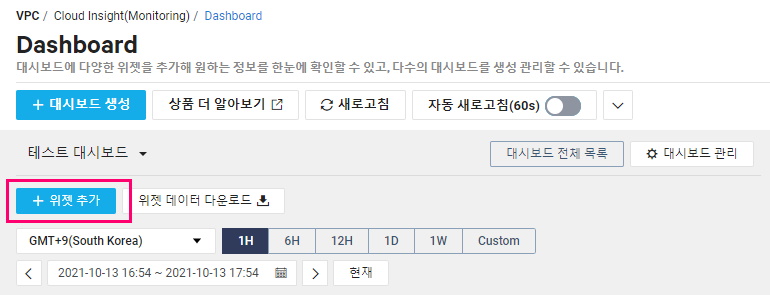 VPC / Cloud Insight(Monitoring) / Dashboard
Dashboard
대시보드에 다양한 위젯을 추가해 원하는 정보를 한눈에 확인할 수 있고, 다수의 대시보드를 생성 관리할 수 있습니다.
+ 대시보드 생성 상품 더 알아보기 새로고침 자동 새로고침(60s)
테스트 대시보드 대시보드 전체 목록 대시보드 관리
+ 위젯 추가 위젯 데이터 다운로드
GMT+9(South Korea) 1H 6H 12H 1D 1W Custom
2021-10-13 16:54 ~ 2021-10-13 17:54 현재